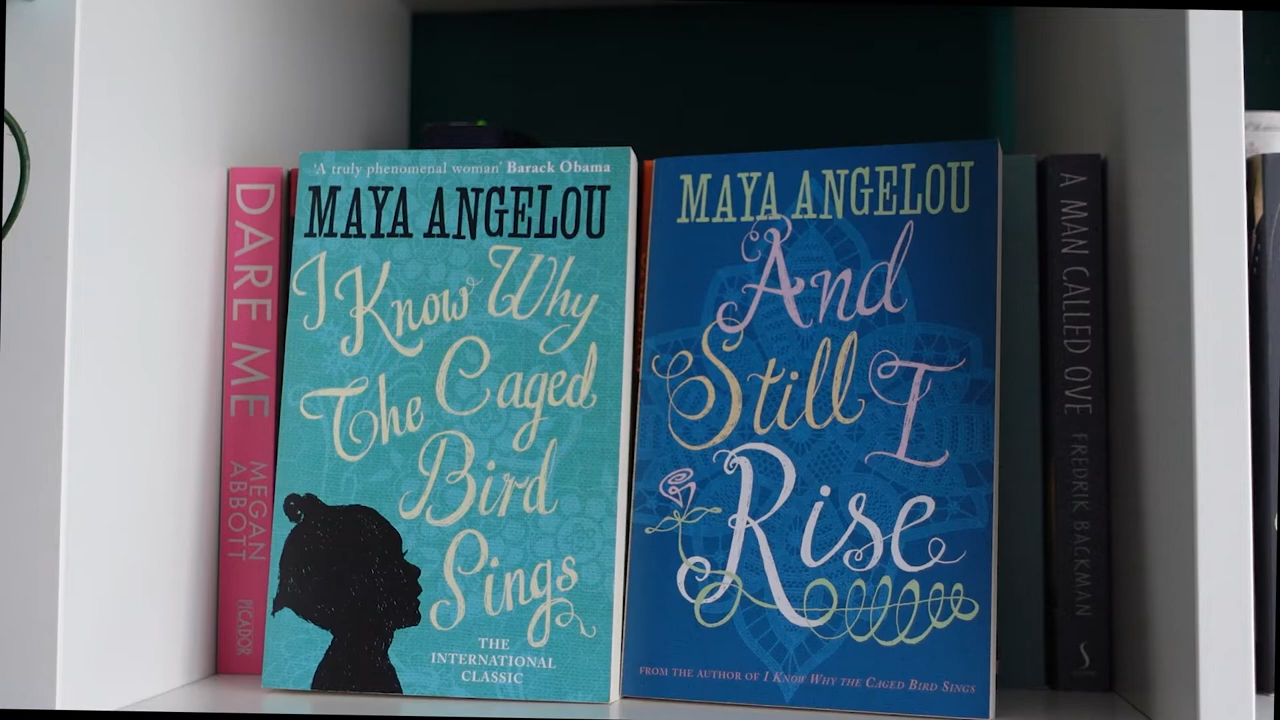 DARE ME
MEGAN
ABBOTT
PICADOR
'A truly phenomenal woman' Barack Obama
MAYA ANGELOU
I Know Why
The Caged
Bird
Sings
THE
INTERNATIONAL
CLASSIC
MAYA ANGELOU
And
Still I
Rise
FROM THE AUTHOR OF I KNOW WHY THE CAGED BIRD SINGS
A MAN CALLED OVE FREDRIK BACKMAN